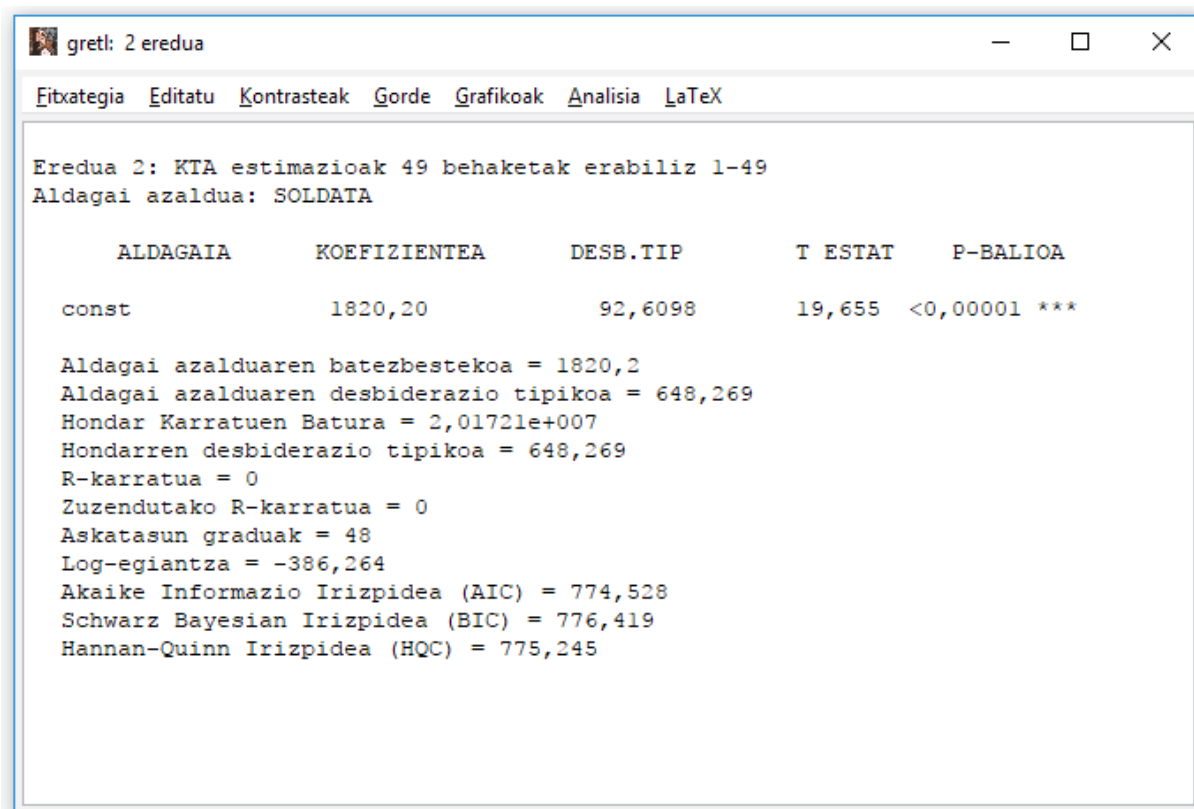 gretl: 2 eredua
Fitxategia Editatu Kontrasteak Gorde Grafikoak Analisia LaTeX
Eredua 2: KTA estimazioak 49 behaketak erabiliz 1-49
Aldagai azaldua: SOLDATA
ALDAGAIA KOEFIZIENTEA DESB.TIP T ESTAT P-BALIOA
const 1820,20 92,6098 19,655 <0,00001 ***
Aldagai azalduaren batezbestekoa = 1820,2
Aldagai azalduaren desbiderazio tipikoa = 648,269
Hondar Karratuen Batura = 2,01721e+007
Hondarren desbiderazio tipikoa = 648,269
R-karratua = 0
Zuzendutako R-karratua = 0
Askatasun graduak = 48
Log-egiantza = -386,264
Akaike Informazio Irizpidea (AIC) = 774,528
Schwarz Bayesian Irizpidea (BIC) = 776,419
Hannan-Quinn Irizpidea (HQC) = 775,245